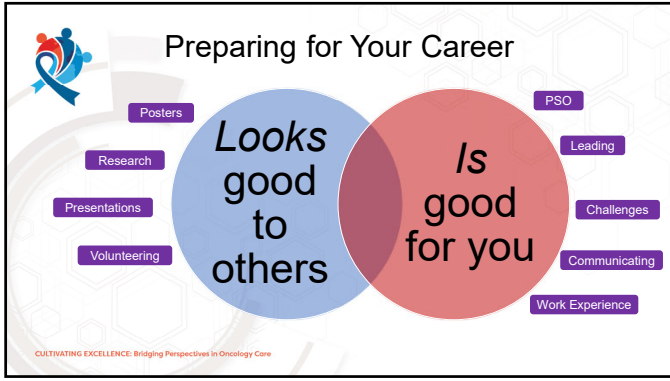 Preparing for Your Career
Posters
Research
Presentations
Volunteering
Looks
good
to
others
Is
good
for you
PSO
Leading
Challenges
Communicating
Work Experience
CULTIVATING EXCELLENCE: Bridging Perspectives in Oncology Care